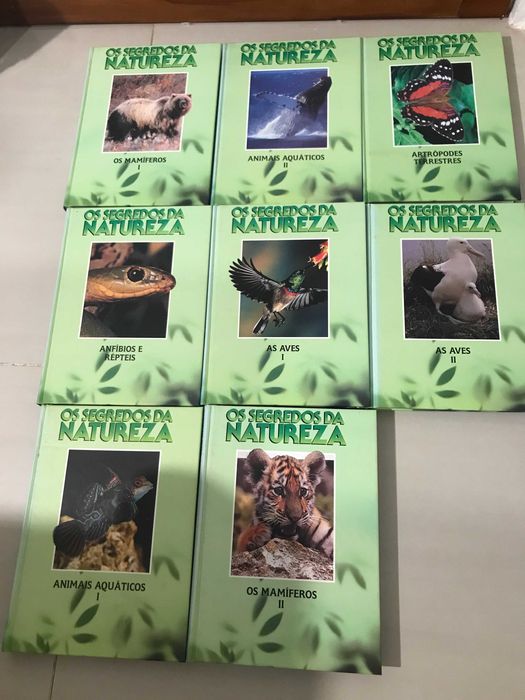 OS SEGREDOS DA
NATUREZA
OS MAMÍFEROS
I
OS SEGREDOS DA
NATUREZA
ANIMAIS AQUÁTICOS
II
OS SEGREDOS DA
NATUREZA
ARTRÓPODES
TERRESTRES
OS SEGREDOS DA
NATUREZA
ANFÍBIOS E
RÉPTEIS
OS SEGREDOS DA
NATUREZA
AS AVES
I
OS SEGREDOS DA
NATUREZA
AS AVES
II
OS SEGREDOS DA
NATUREZA
ANIMAIS AQUÁTICOS
I
OS SEGREDOS DA
NATUREZA
OS MAMÍFEROS
II